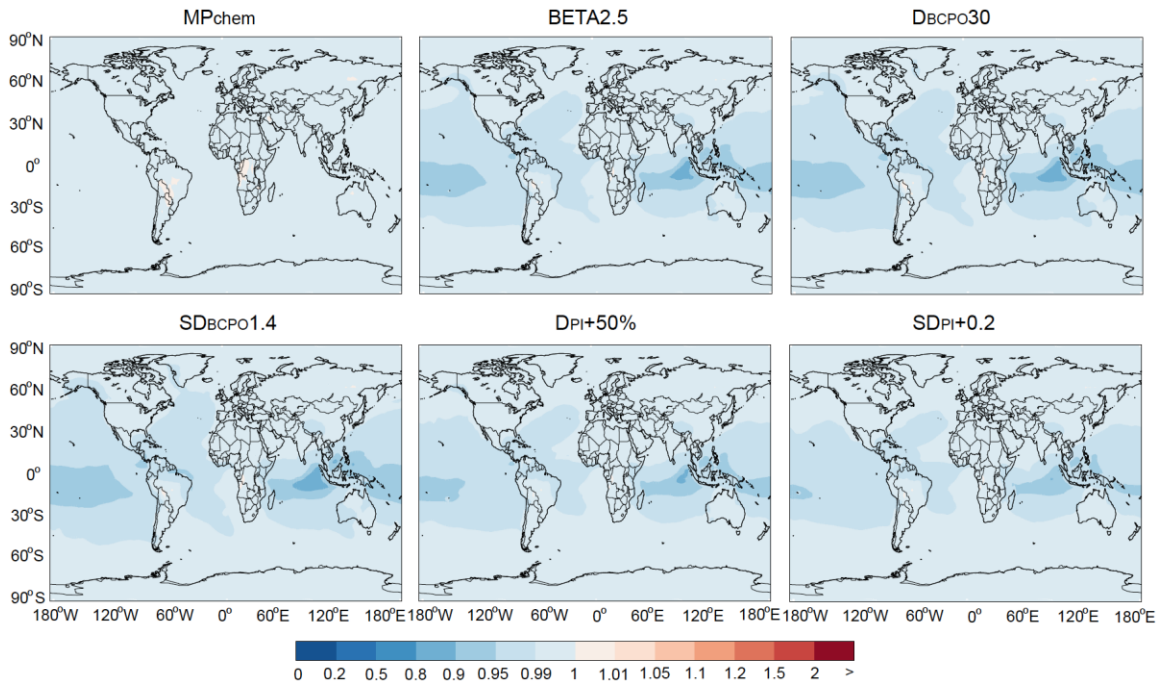 MPchem BETA2.5 DBCPO30
90°N
60°N
30°N
0°
30°S
60°S
90°S
SDBCPO1.4 DPI+50% SDPI+0.2
90°N
60°N
30°N
0°
30°S
60°S
90°S
180°W 120°W 60°W 0° 60°E 120°E 180°E 120°W 60°W 0° 60°E 120°E 180°W 120°W 60°W 0° 60°E 120°E 180°E
0 0.2 0.5 0.8 0.9 0.95 0.99 1 1.01 1.05 1.1 1.2 1.5 2 >